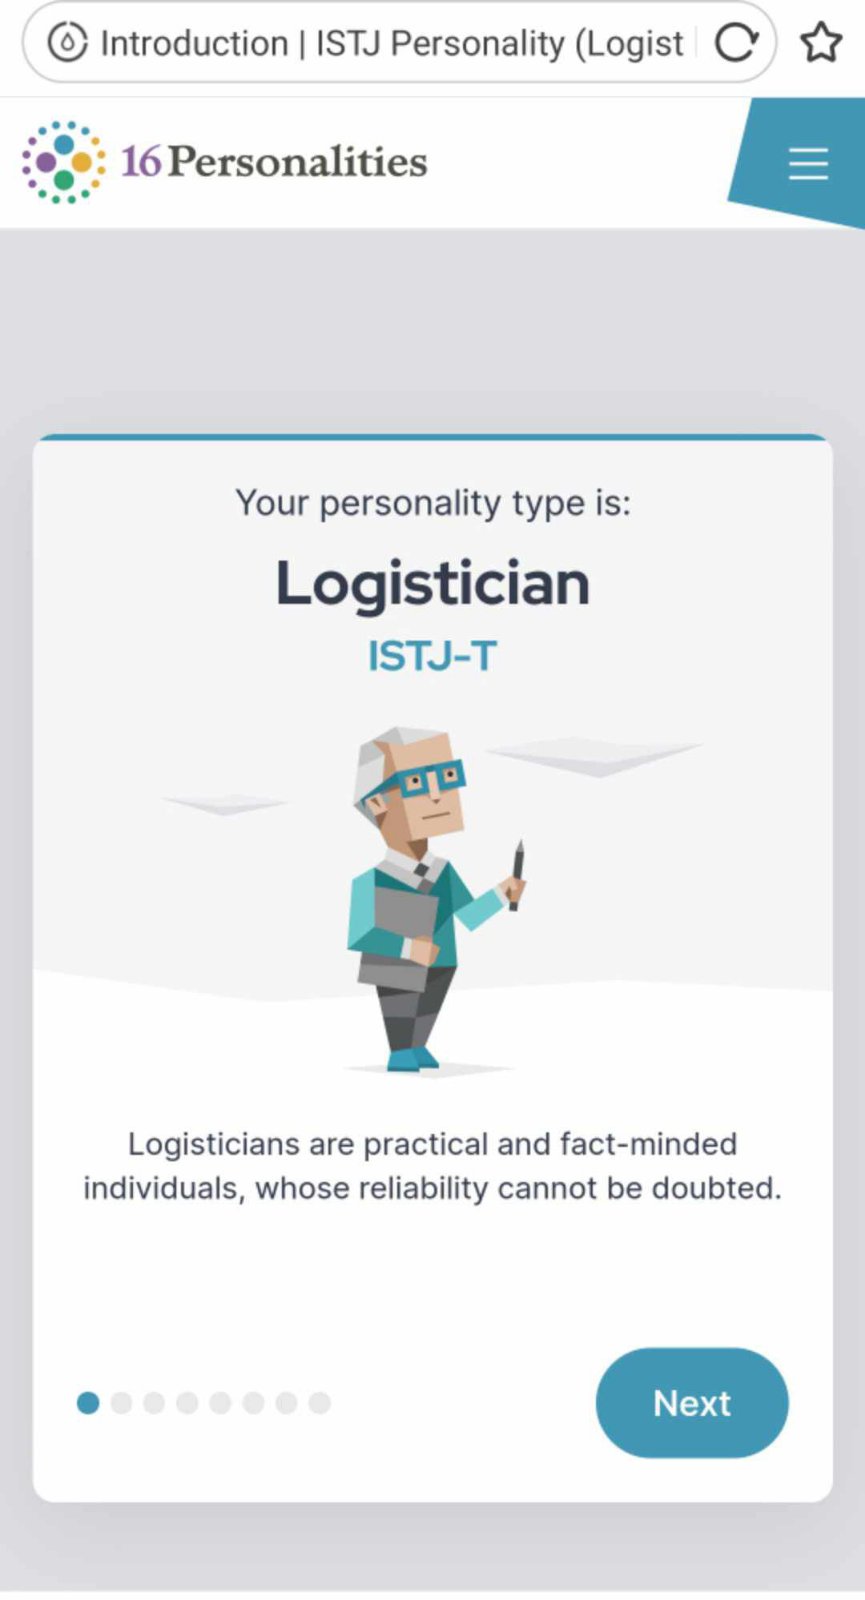 Introduction | ISTJ Personality (Logist
16Personalities
Your personality type is:
Logistician
ISTJ-T
Logisticians are practical and fact-minded
individuals, whose reliability cannot be doubted.
Next